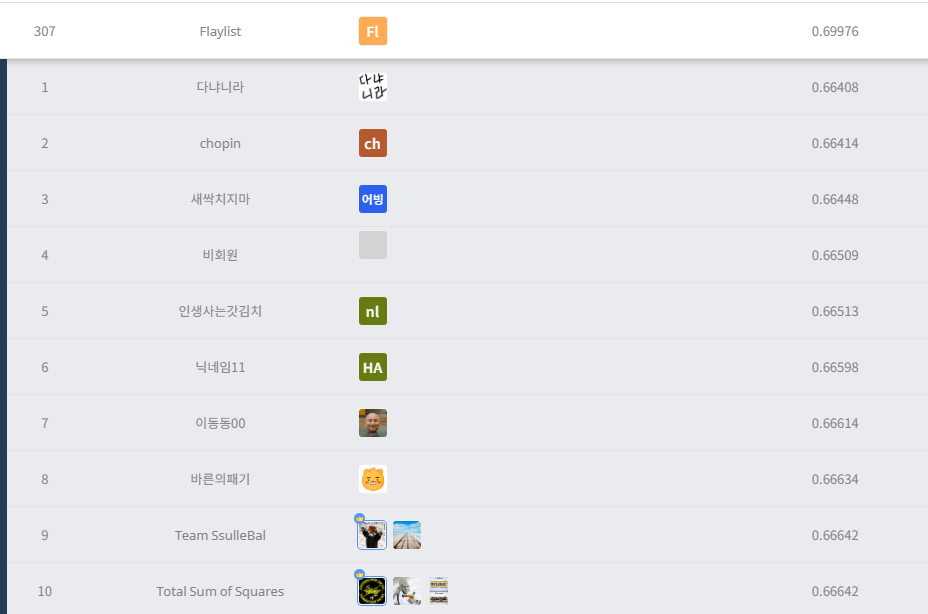 307 Flaylist Fl 0.69976
1 다냐니라 다냐 니라 0.66408
2 chopin ch 0.66414
3 새싹치지마 어빙 0.66448
4 비회원 0.66509
5 인생사는갓김치 nl 0.66513
6 닉네임11 HA 0.66598
7 이동동00 0.66614
8 바른의패기 0.66634
9 Team SsulleBal 0.66642
10 Total Sum of Squares 0.66642